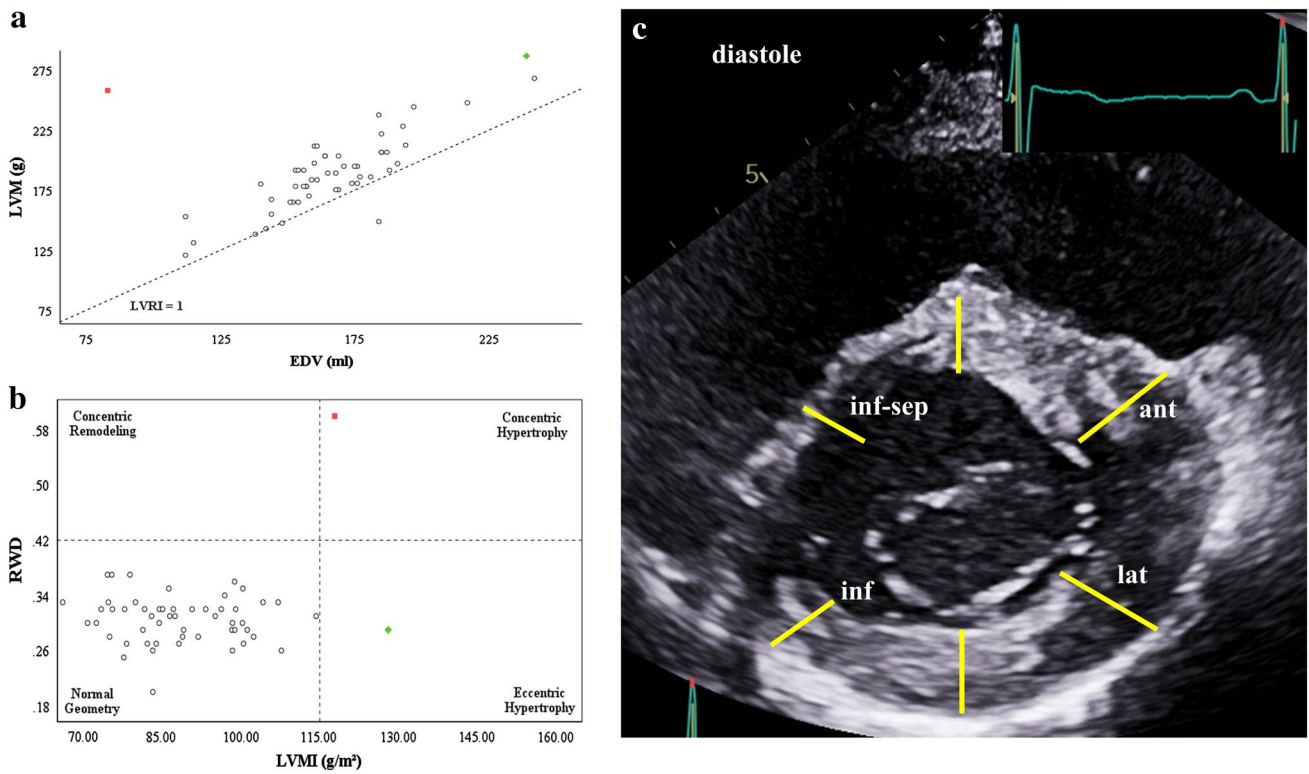 a
275
225
175
125
75
LVM (g)
LVRI = 1
75 125 175 225
EDV (ml)
b
Concentric
Remodeling
Concentric
Hypertrophy
.58
.50
.42
.34
.26
.18
RWD
Normal
Geometry
Eccentric
Hypertrophy
70.00 85.00 100.00 115.00 130.00 145.00 160.00
LVMI (g/m²)
c
diastole
5
inf-sep
ant
inf
lat